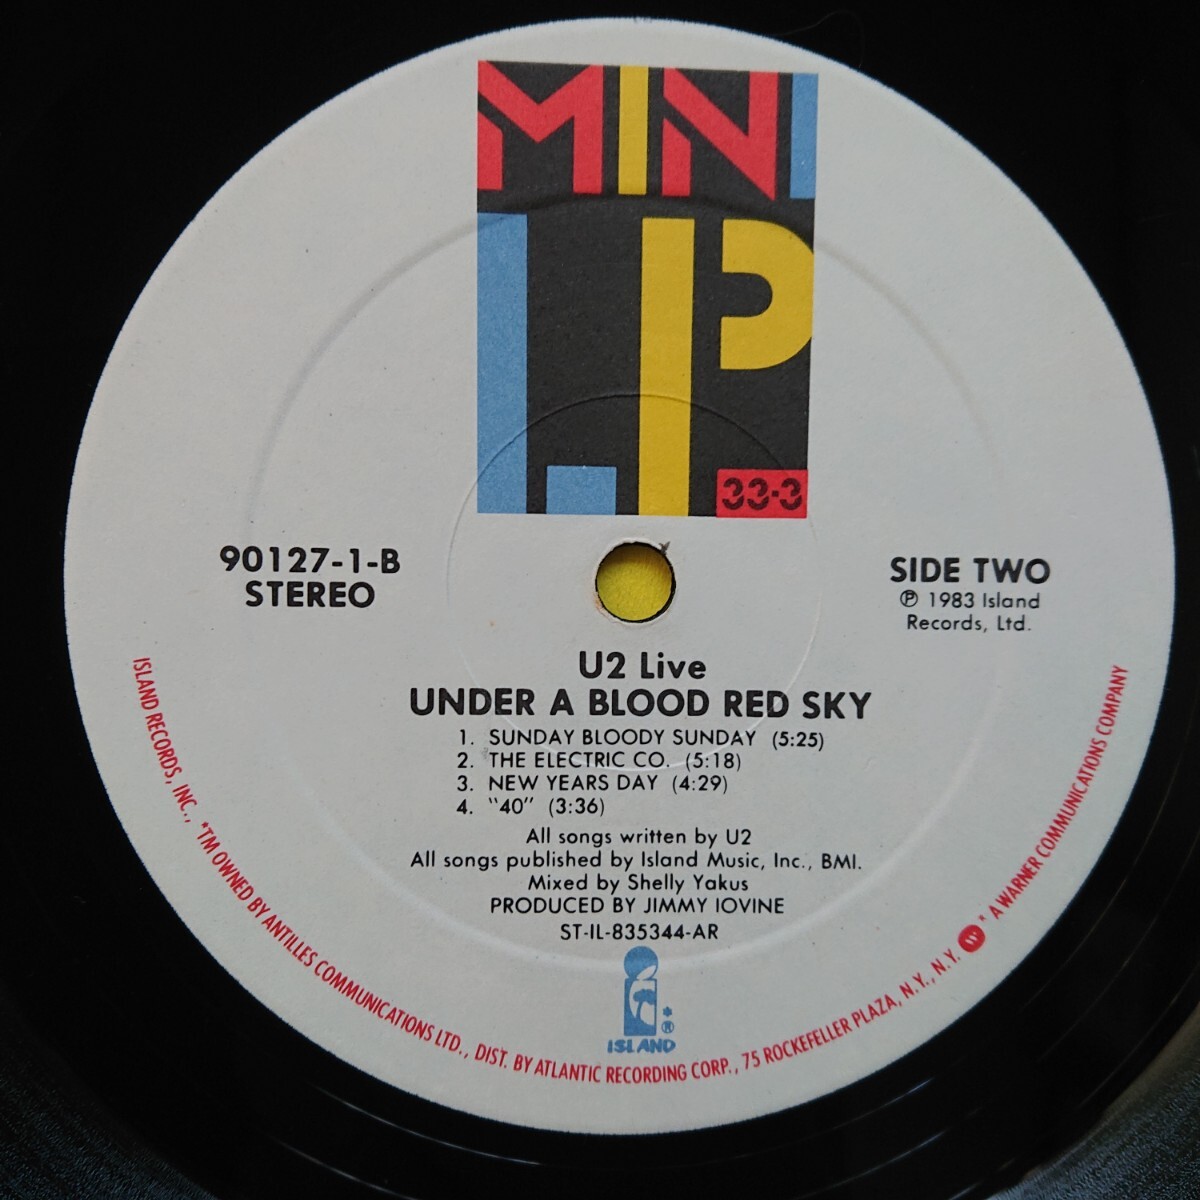 MINI
LP
33·3
90127-1-B
STEREO
SIDE TWO
℗ 1983 Island
Records, Ltd.
U2 Live
UNDER A BLOOD RED SKY
1. SUNDAY BLOODY SUNDAY (5:25)
2. THE ELECTRIC CO. (5:18)
3. NEW YEARS DAY (4:29)
4. "40" (3:36)
All songs written by U2
All songs published by Island Music, Inc., BMI.
Mixed by Shelly Yakus
PRODUCED BY JIMMY IOVINE
ST-IL-835344-AR
*
®
ISLAND
ISLAND RECORDS, INC., *TM OWNED BY ANTILLES COMMUNICATIONS LTD., DIST. BY ATLANTIC RECORDING CORP., 75 ROCKEFELLER PLAZA, N.Y., N.Y. W * A WARNER COMMUNICATIONS COMPANY